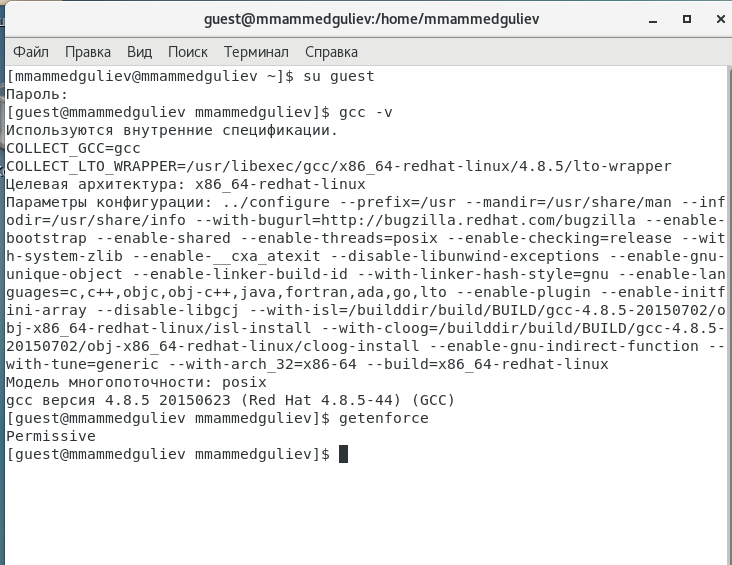 guest@mmammedguliev:/home/mmammedguliev
Файл Правка Вид Поиск Терминал Справка
[mmammedguliev@mmammedguliev ~]$ su guest
Пароль:
[guest@mmammedguliev mmammedguliev]$ gcc -v
Используются внутренние спецификации.
COLLECT_GCC=gcc
COLLECT_LTO_WRAPPER=/usr/libexec/gcc/x86_64-redhat-linux/4.8.5/lto-wrapper
Целевая архитектура: x86_64-redhat-linux
Параметры конфигурации: ../configure --prefix=/usr --mandir=/usr/share/man --inf
odir=/usr/share/info --with-bugurl=http://bugzilla.redhat.com/bugzilla --enable-
bootstrap --enable-shared --enable-threads=posix --enable-checking=release --wit
h-system-zlib --enable-__cxa_atexit --disable-libunwind-exceptions --enable-gnu-
unique-object --enable-linker-build-id --with-linker-hash-style=gnu --enable-lan
guages=c,c++,objc,obj-c++,java,fortran,ada,go,lto --enable-plugin --enable-initf
ini-array --disable-libgcj --with-isl=/builddir/build/BUILD/gcc-4.8.5-20150702/o
bj-x86_64-redhat-linux/isl-install --with-cloog=/builddir/build/BUILD/gcc-4.8.5-
20150702/obj-x86_64-redhat-linux/cloog-install --enable-gnu-indirect-function --
with-tune=generic --with-arch_32=x86-64 --build=x86_64-redhat-linux
Модель многопоточности: posix
gcc версия 4.8.5 20150623 (Red Hat 4.8.5-44) (GCC)
[guest@mmammedguliev mmammedguliev]$ getenforce
Permissive
[guest@mmammedguliev mmammedguliev]$